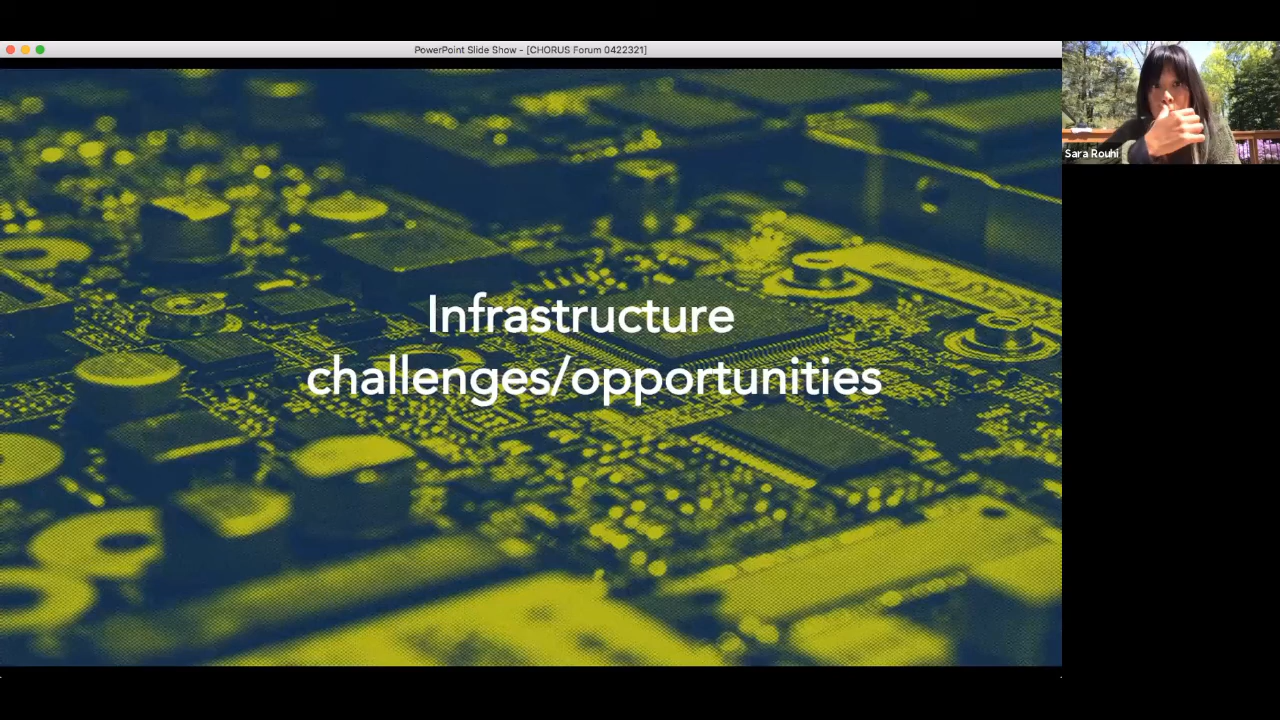 PowerPoint Slide Show - [CHORUS Forum 0422321]
Sara Rouhi
Infrastructure
challenges/opportunities